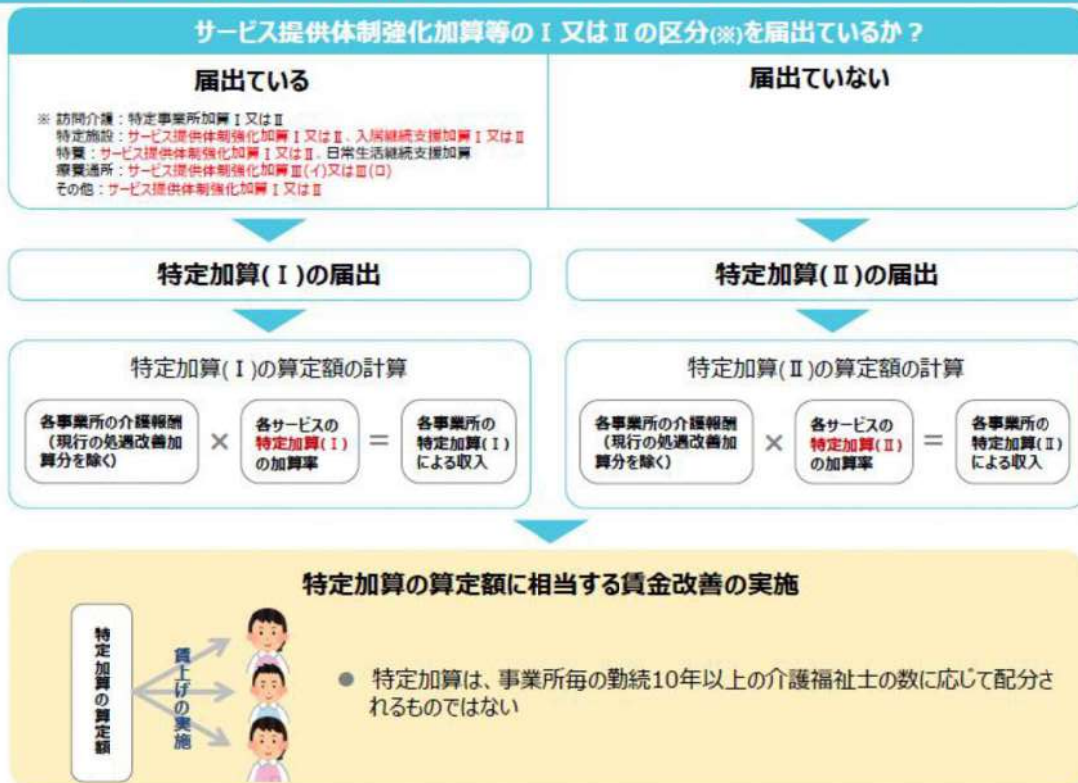 サービス提供体制強化加算等のⅠ又はⅡの区分(※)を届出ているか？
届出ている
※ 訪問介護：特定事業所加算Ⅰ又はⅡ
特定施設：サービス提供体制強化加算Ⅰ又はⅡ、入居継続支援加算Ⅰ又はⅡ
特養：サービス提供体制強化加算Ⅰ又はⅡ、日常生活継続支援加算
療養通所：サービス提供体制強化加算Ⅲ(イ)又はⅢ(ロ)
その他：サービス提供体制強化加算Ⅰ又はⅡ
届出ていない
特定加算(Ⅰ)の届出
特定加算(Ⅱ)の届出
特定加算(Ⅰ)の算定額の計算
各事業所の介護報酬
（現行の処遇改善加
算分を除く）
×
各サービスの
特定加算(Ⅰ)
の加算率
＝
各事業所の
特定加算(Ⅰ)
による収入
特定加算(Ⅱ)の算定額の計算
各事業所の介護報酬
（現行の処遇改善加
算分を除く）
×
各サービスの
特定加算(Ⅱ)
の加算率
＝
各事業所の
特定加算(Ⅱ)
による収入
特定加算の算定額に相当する賃金改善の実施
特定加算の算定額
賃上げの実施
● 特定加算は、事業所毎の勤続10年以上の介護福祉士の数に応じて配分さ
れるものではない